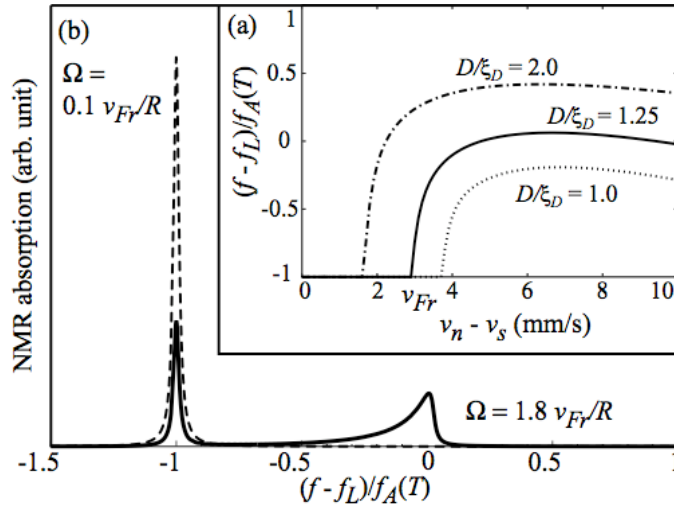 (b)
Ω =
0.1 v_Fr/R
NMR absorption (arb. unit)
-1.5
-1
-0.5
0
0.5
1
(f - f_L)/f_A(T)
Ω = 1.8 v_Fr/R
(a)
(f - f_L)/f_A(T)
1
0.5
0
-0.5
-1
D/ξ_D = 2.0
D/ξ_D = 1.25
D/ξ_D = 1.0
0
2
v_Fr
4
6
8
10
v_n - v_s (mm/s)